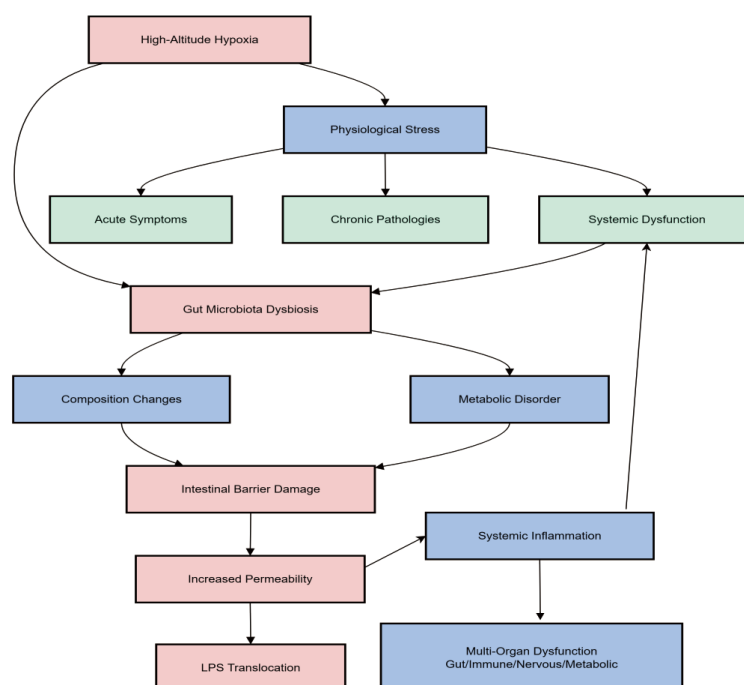 High-Altitude Hypoxia
Physiological Stress
Acute Symptoms
Chronic Pathologies
Systemic Dysfunction
Gut Microbiota Dysbiosis
Composition Changes
Metabolic Disorder
Intestinal Barrier Damage
Systemic Inflammation
Increased Permeability
LPS Translocation
Multi-Organ Dysfunction
Gut/Immune/Nervous/Metabolic